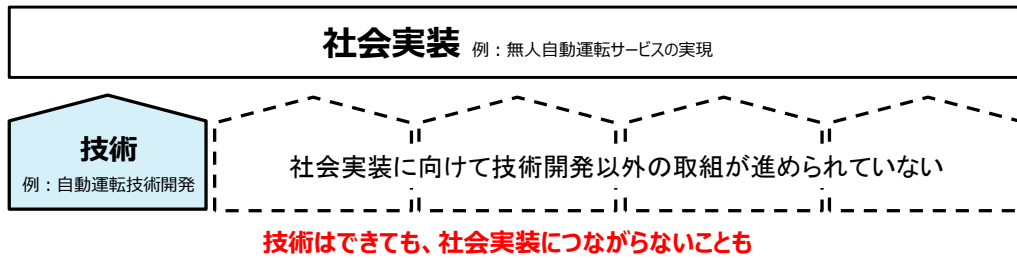 社会実装 例：無人自動運転サービスの実現
技術
例：自動運転技術開発
社会実装に向けて技術開発以外の取組が進められていない
技術はできても、社会実装につながらないことも